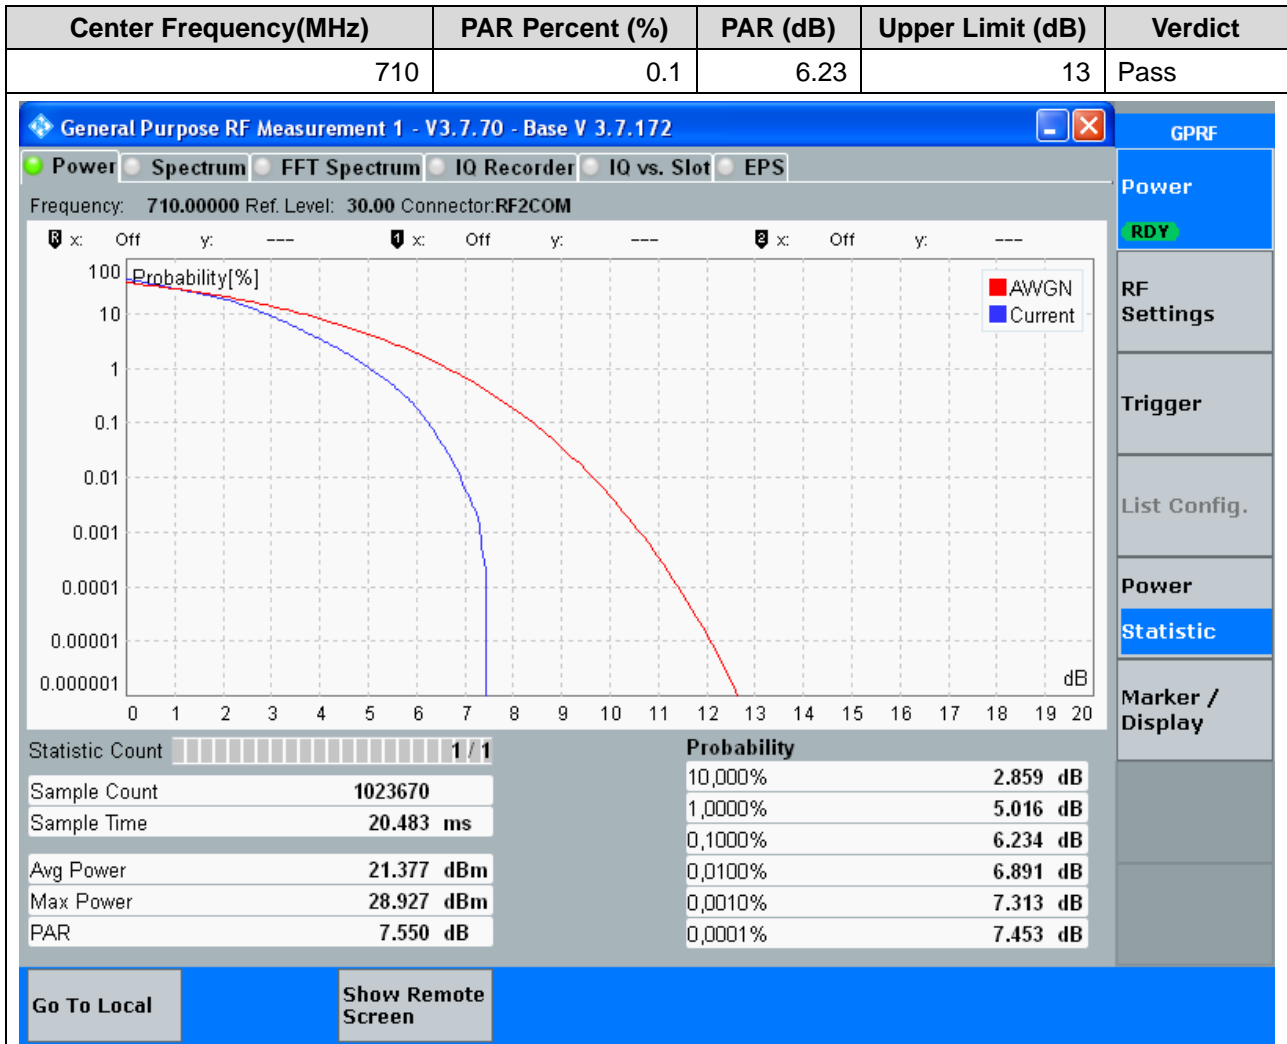 Center Frequency(MHz) PAR Percent (%) PAR (dB) Upper Limit (dB) Verdict
710 0.1 6.23 13 Pass
General Purpose RF Measurement 1 - V3.7.70 - Base V 3.7.172
GPRF
Power Spectrum FFT Spectrum IQ Recorder IQ vs. Slot EPS
Frequency: 710.00000 Ref. Level: 30.00 Connector:RF2COM
R x: Off y: --- 1 x: Off y: --- 2 x: Off y: ---
Probability[%]
AWGN
Current
100
10
1
0.1
0.01
0.001
0.0001
0.00001
0.000001
dB
0 1 2 3 4 5 6 7 8 9 10 11 12 13 14 15 16 17 18 19 20
Statistic Count 1 / 1
Sample Count 1023670
Sample Time 20.483 ms
Avg Power 21.377 dBm
Max Power 28.927 dBm
PAR 7.550 dB
Probability
10,000% 2.859 dB
1,0000% 5.016 dB
0,1000% 6.234 dB
0,0100% 6.891 dB
0,0010% 7.313 dB
0,0001% 7.453 dB
Power
RDY
RF
Settings
Trigger
List Config.
Power
Statistic
Marker /
Display
Go To Local
Show Remote
Screen